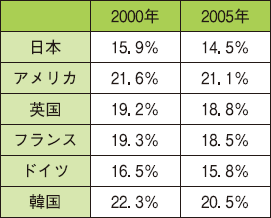 2000年 2005年
日本 15.9% 14.5%
アメリカ 21.6% 21.1%
英国 19.2% 18.8%
フランス 19.3% 18.5%
ドイツ 16.5% 15.8%
韓国 22.3% 20.5%